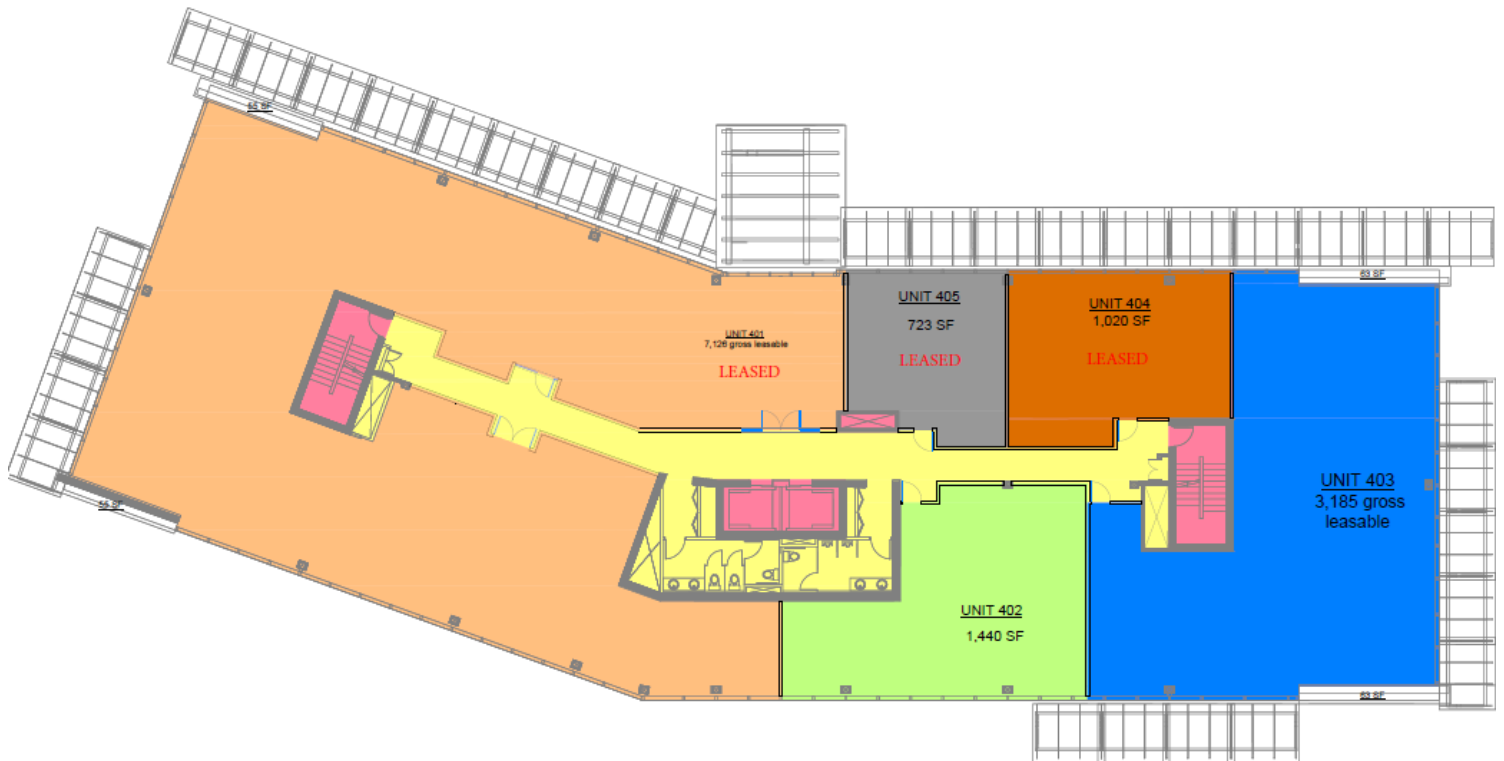 55 SF
63 SF
UNIT 405
723 SF
LEASED
UNIT 404
1,020 SF
LEASED
UNIT 401
7,126 gross leasable
LEASED
UNIT 403
3,185 gross
leasable
55 SF
UNIT 402
1,440 SF
63 SF